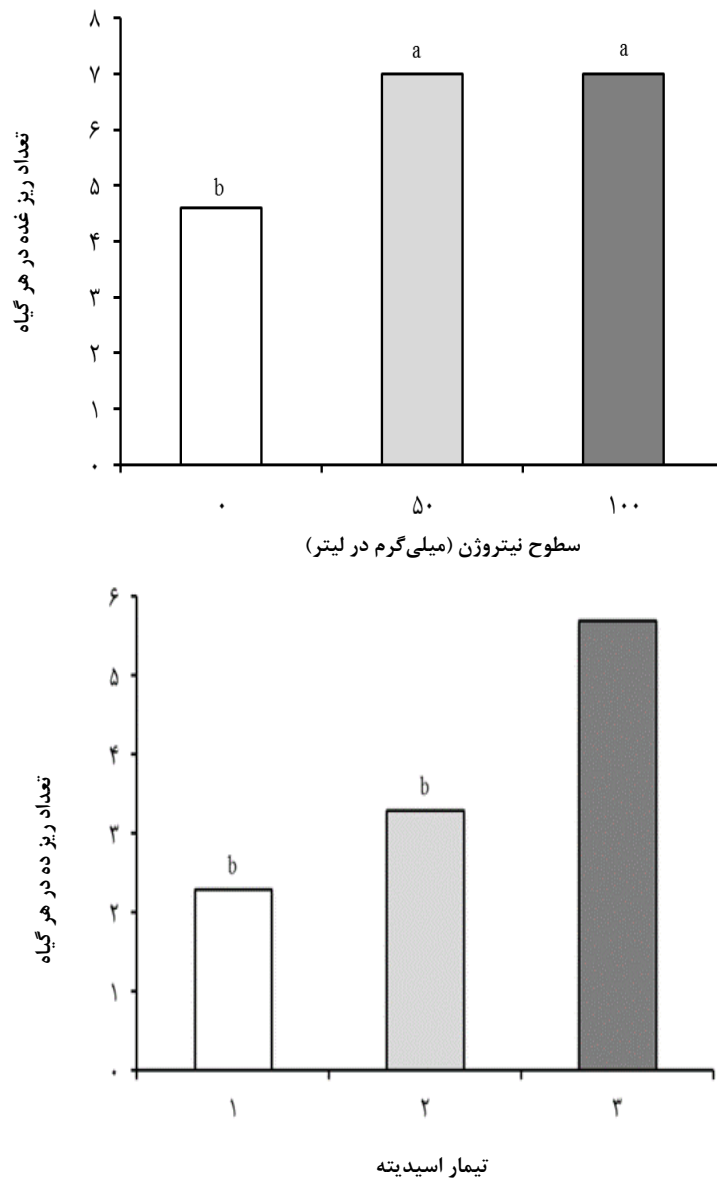 تعداد ریز غده در هر گیاه
۸
۷
۶
۵
۴
۳
۲
۱
۰
b
a
a
۰ ۵۰ ۱۰۰
سطوح نیتروژن (میلی‌گرم در لیتر)
تعداد ریز ده در هر گیاه
۶
۵
۴
۳
۲
۱
۰
b
b
۱ ۲ ۳
تیمار اسیدیته